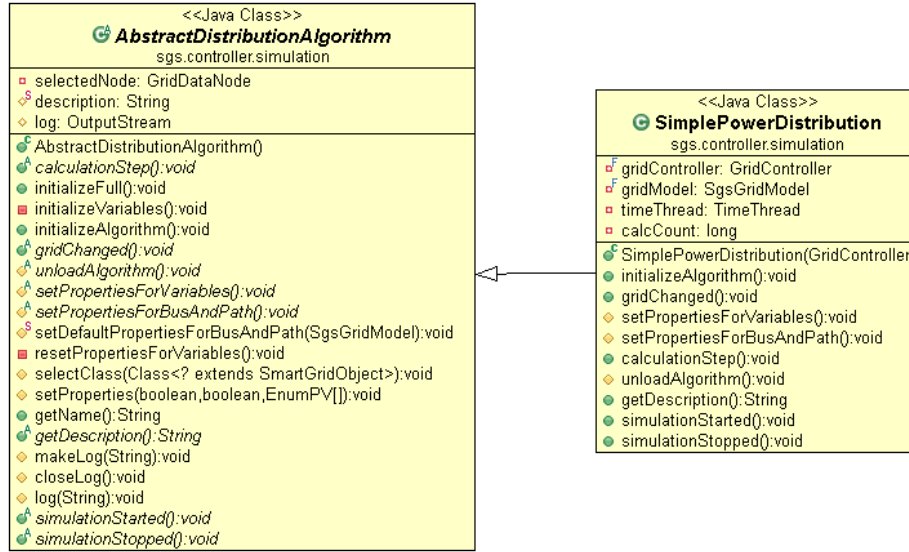 <<Java Class>>
AbstractDistributionAlgorithm
sgs.controller.simulation
selectedNode: GridDataNode
description: String
log: OutputStream
AbstractDistributionAlgorithm()
calculationStep():void
initializeFull():void
initializeVariables():void
initializeAlgorithm():void
gridChanged():void
unloadAlgorithm():void
setPropertiesForVariables():void
setPropertiesForBusAndPath():void
setDefaultPropertiesForBusAndPath(SgsGridModel):void
resetPropertiesForVariables():void
selectClass(Class<? extends SmartGridObject>):void
setProperties(boolean,boolean,EnumPV[]):void
getName():String
getDescription():String
makeLog(String):void
closeLog():void
log(String):void
simulationStarted():void
simulationStopped():void
<<Java Class>>
SimplePowerDistribution
sgs.controller.simulation
gridController: GridController
gridModel: SgsGridModel
timeThread: TimeThread
calcCount: long
SimplePowerDistribution(GridController
initializeAlgorithm():void
gridChanged():void
setPropertiesForVariables():void
setPropertiesForBusAndPath():void
calculationStep():void
unloadAlgorithm():void
getDescription():String
simulationStarted():void
simulationStopped():void